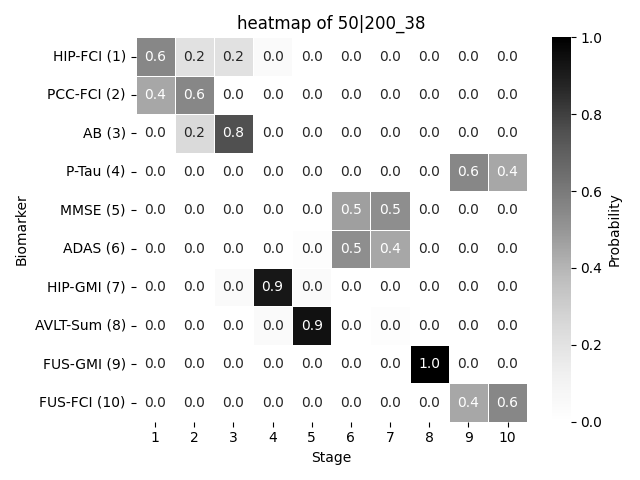 heatmap of 50|200_38
HIP-FCI (1) 0.6 0.2 0.2 0.0 0.0 0.0 0.0 0.0 0.0 0.0
PCC-FCI (2) 0.4 0.6 0.0 0.0 0.0 0.0 0.0 0.0 0.0 0.0
AB (3) 0.0 0.2 0.8 0.0 0.0 0.0 0.0 0.0 0.0 0.0
P-Tau (4) 0.0 0.0 0.0 0.0 0.0 0.0 0.0 0.0 0.6 0.4
MMSE (5) 0.0 0.0 0.0 0.0 0.0 0.5 0.5 0.0 0.0 0.0
ADAS (6) 0.0 0.0 0.0 0.0 0.0 0.5 0.4 0.0 0.0 0.0
HIP-GMI (7) 0.0 0.0 0.0 0.9 0.0 0.0 0.0 0.0 0.0 0.0
AVLT-Sum (8) 0.0 0.0 0.0 0.0 0.9 0.0 0.0 0.0 0.0 0.0
FUS-GMI (9) 0.0 0.0 0.0 0.0 0.0 0.0 0.0 1.0 0.0 0.0
FUS-FCI (10) 0.0 0.0 0.0 0.0 0.0 0.0 0.0 0.0 0.4 0.6
1 2 3 4 5 6 7 8 9 10
Stage
Biomarker
1.0
0.8
0.6
0.4
0.2
0.0
Probability